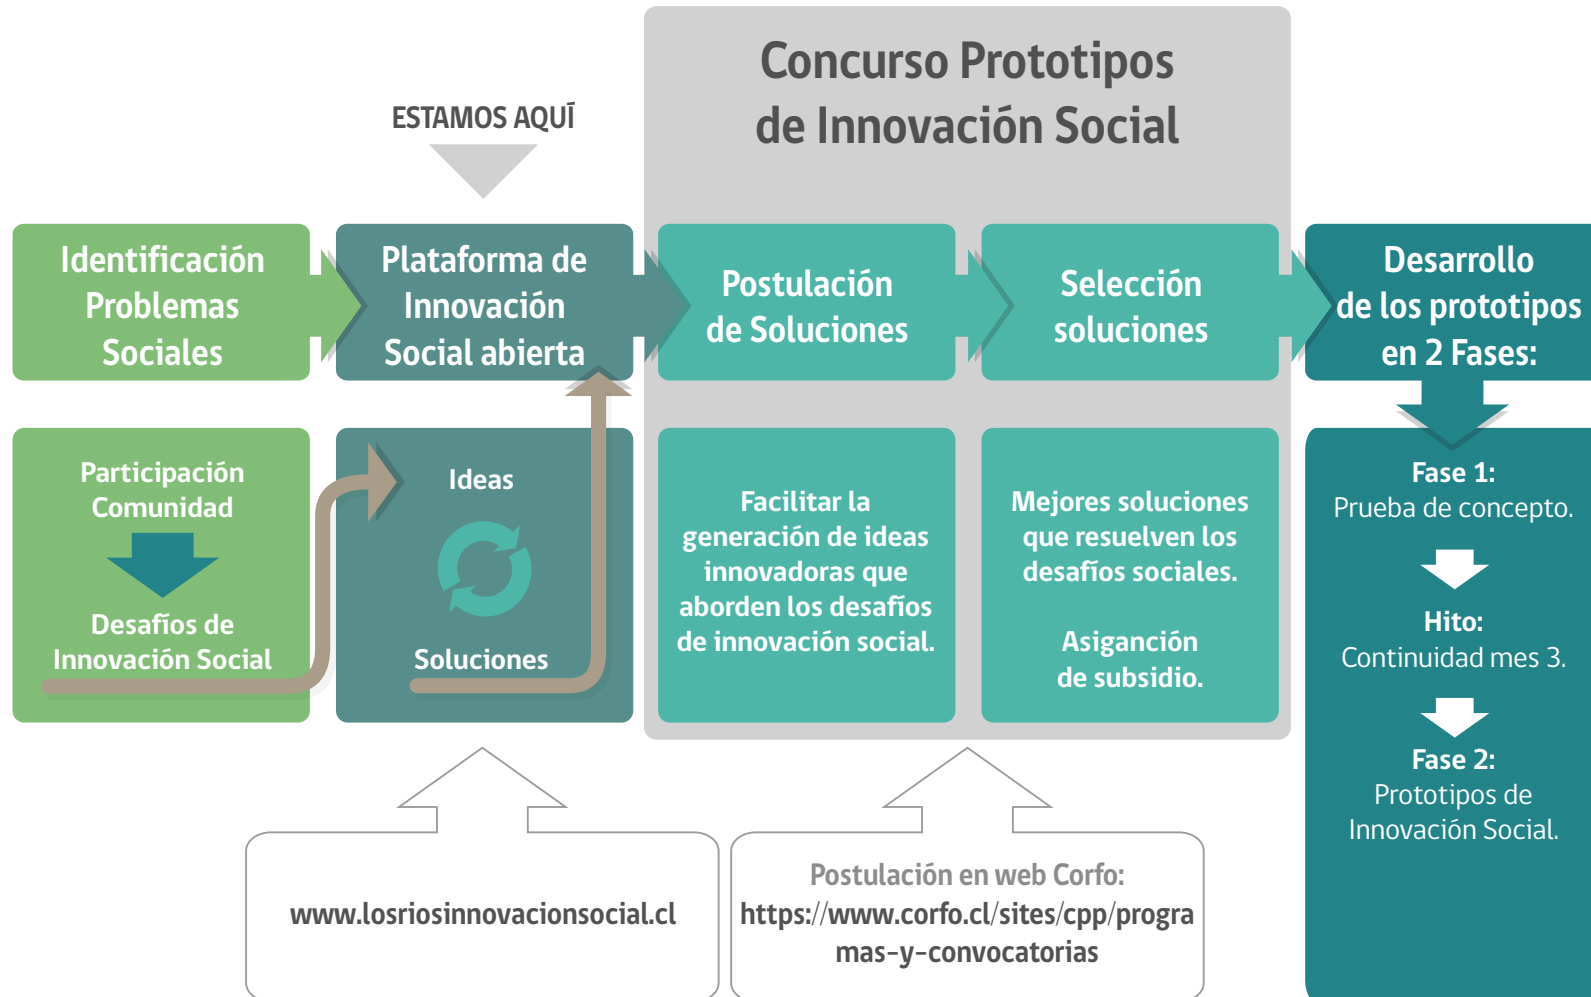 Concurso Prototipos
de Innovación Social
ESTAMOS AQUÍ
Identificación
Problemas
Sociales
Plataforma de
Innovación
Social abierta
Postulación
de Soluciones
Selección
soluciones
Desarrollo
de los prototipos
en 2 Fases:
Participación
Comunidad
Desafíos de
Innovación Social
Ideas
Soluciones
Facilitar la
generación de ideas
innovadoras que
aborden los desafíos
de innovación social.
Mejores soluciones
que resuelven los
desafíos sociales.
Asiganción
de subsidio.
Fase 1:
Prueba de concepto.
Hito:
Continuidad mes 3.
Fase 2:
Prototipos de
Innovación Social.
www.losriosinnovacionsocial.cl
Postulación en web Corfo:
https://www.corfo.cl/sites/cpp/progra
mas-y-convocatorias